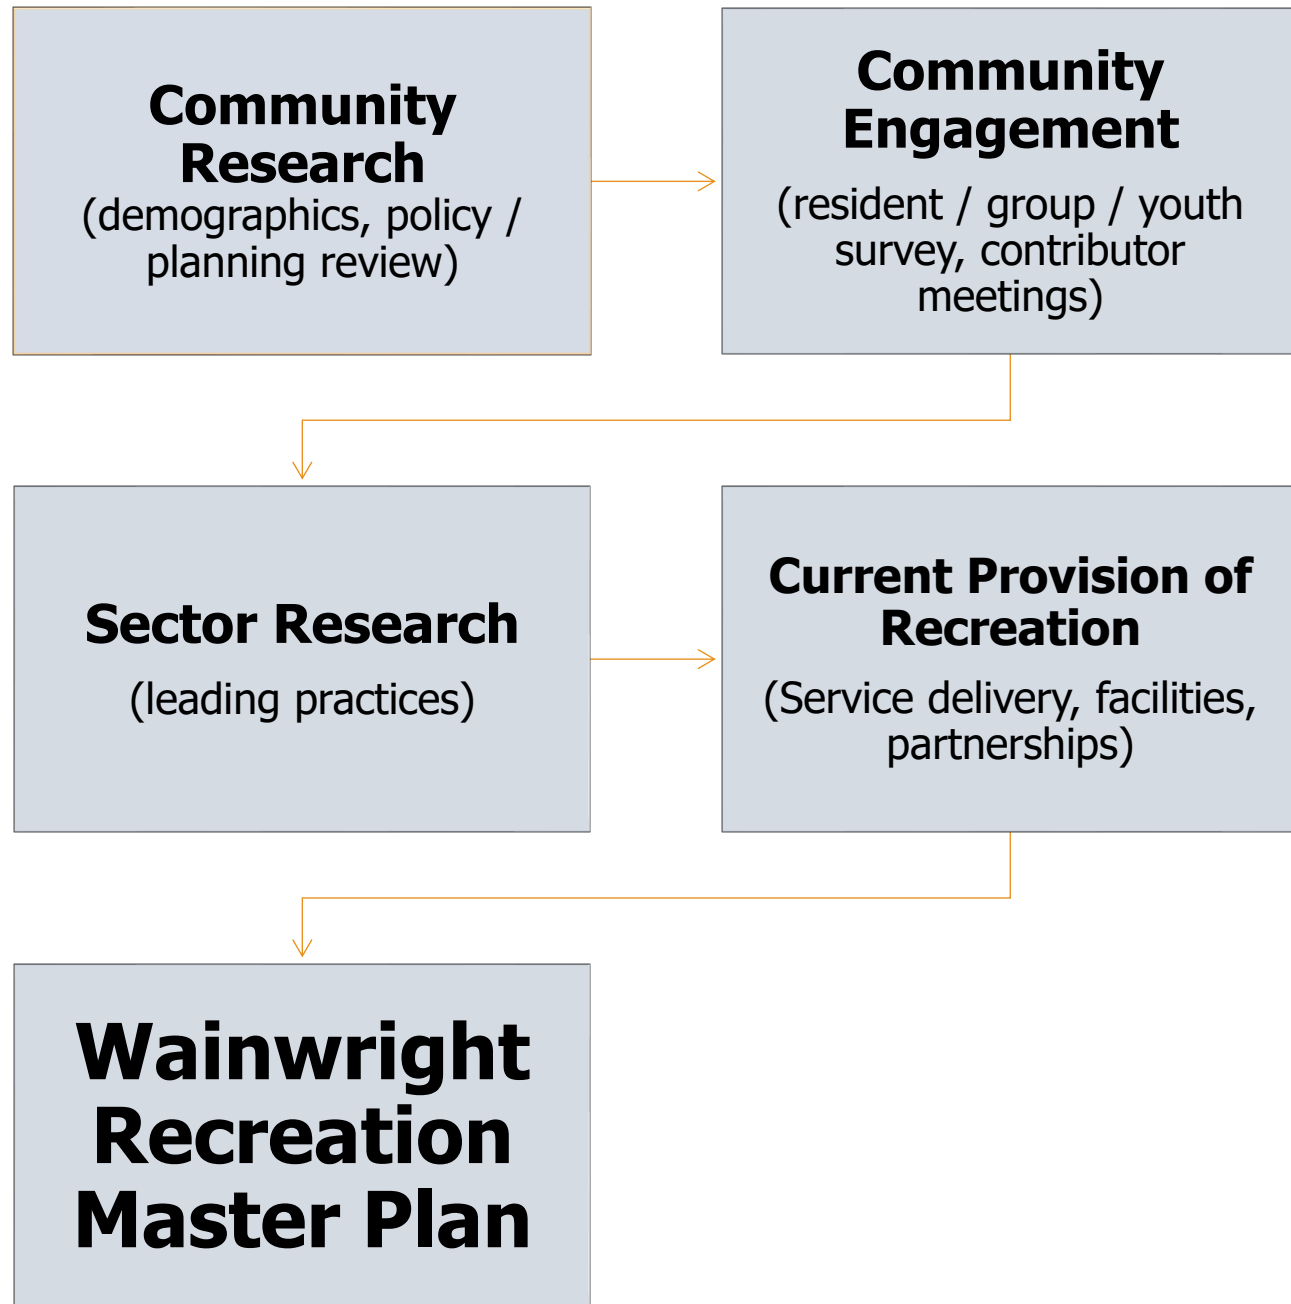 Community
Research
(demographics, policy /
planning review)
Community
Engagement
(resident / group / youth
survey, contributor
meetings)
Sector Research
(leading practices)
Current Provision of
Recreation
(Service delivery, facilities,
partnerships)
Wainwright
Recreation
Master Plan